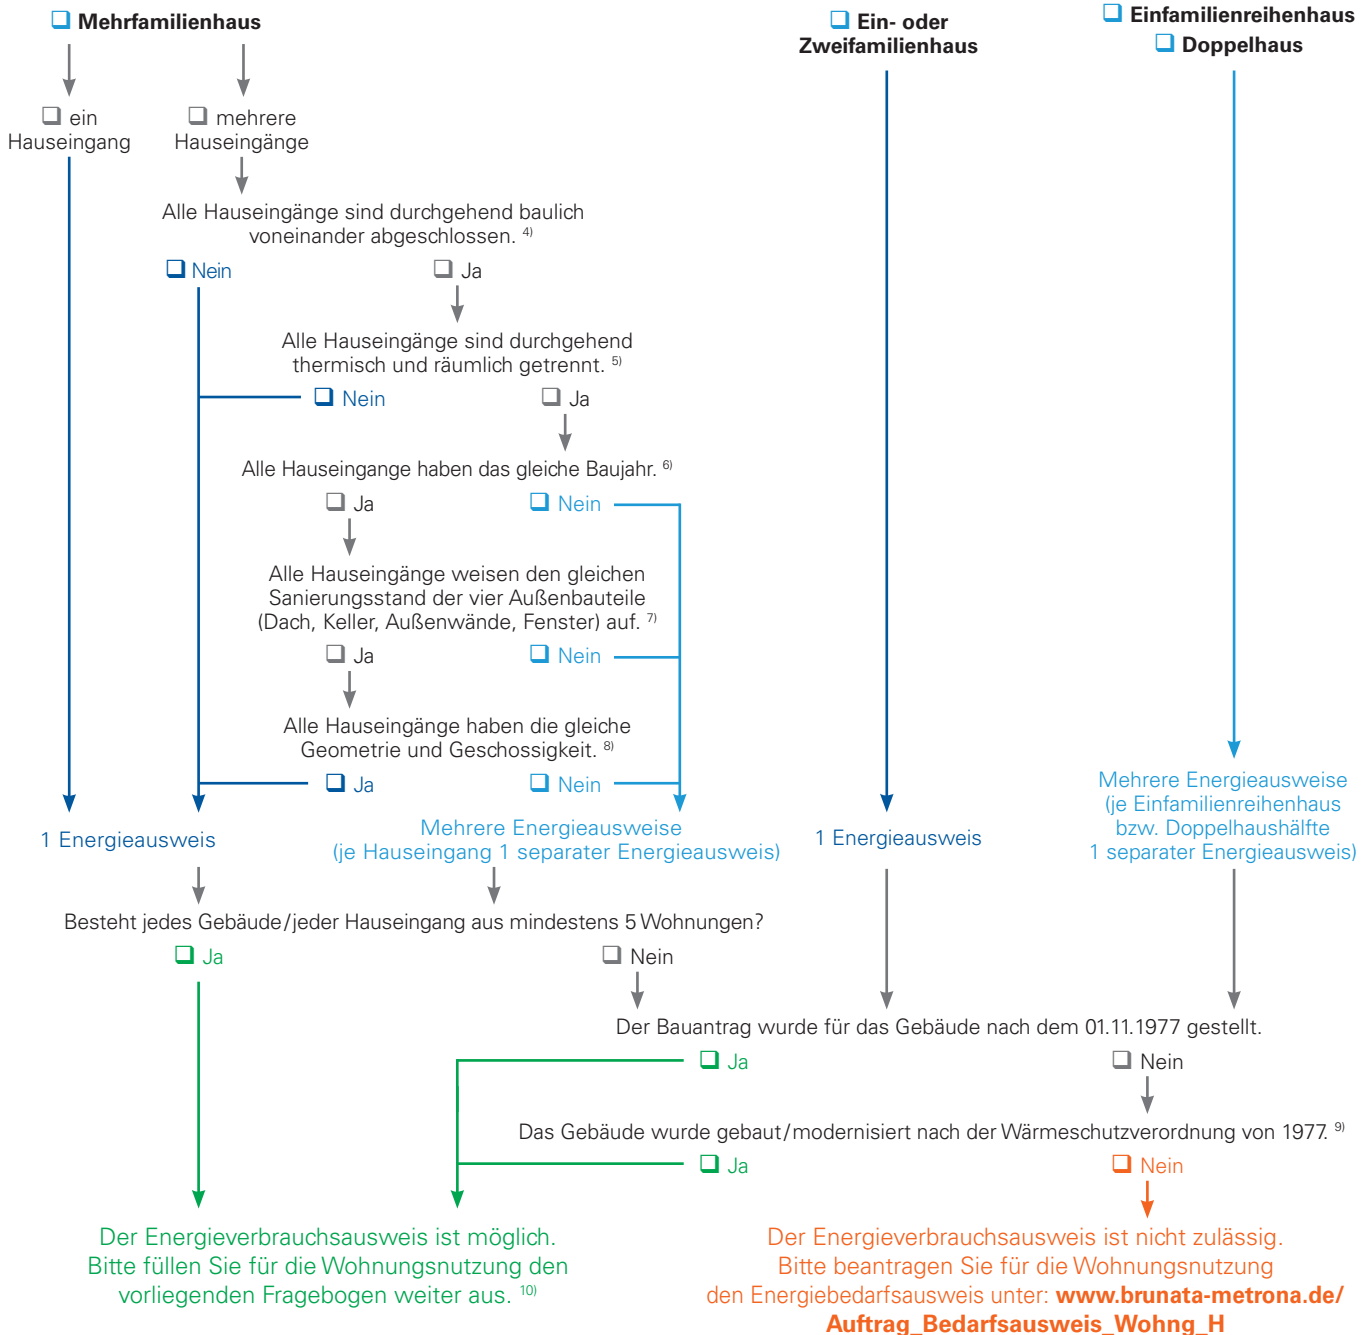 ❑ Mehrfamilienhaus
❑ Ein- oder
Zweifamilienhaus
❑ Einfamilienreihenhaus
❑ Doppelhaus
❑ ein
Hauseingang
❑ mehrere
Hauseingänge
Alle Hauseingänge sind durchgehend baulich
voneinander abgeschlossen. 4)
❑ Nein
❑ Ja
Alle Hauseingänge sind durchgehend
thermisch und räumlich getrennt. 5)
❑ Nein
❑ Ja
Alle Hauseingange haben das gleiche Baujahr. 6)
❑ Ja
❑ Nein
Alle Hauseingänge weisen den gleichen
Sanierungsstand der vier Außenbauteile
(Dach, Keller, Außenwände, Fenster) auf. 7)
❑ Ja
❑ Nein
Alle Hauseingänge haben die gleiche
Geometrie und Geschossigkeit. 8)
❑ Ja
❑ Nein
1 Energieausweis
Mehrere Energieausweise
(je Hauseingang 1 separater Energieausweis)
1 Energieausweis
Mehrere Energieausweise
(je Einfamilienreihenhaus
bzw. Doppelhaushälfte
1 separater Energieausweis)
Besteht jedes Gebäude/jeder Hauseingang aus mindestens 5 Wohnungen?
❑ Ja
❑ Nein
Der Bauantrag wurde für das Gebäude nach dem 01.11.1977 gestellt.
❑ Ja
❑ Nein
Das Gebäude wurde gebaut/modernisiert nach der Wärmeschutzverordnung von 1977. 9)
❑ Ja
❑ Nein
Der Energieverbrauchsausweis ist möglich.
Bitte füllen Sie für die Wohnungsnutzung den
vorliegenden Fragebogen weiter aus. 10)
Der Energieverbrauchsausweis ist nicht zulässig.
Bitte beantragen Sie für die Wohnungsnutzung
den Energiebedarfsausweis unter: www.brunata-metrona.de/
Auftrag_Bedarfsausweis_Wohng_H